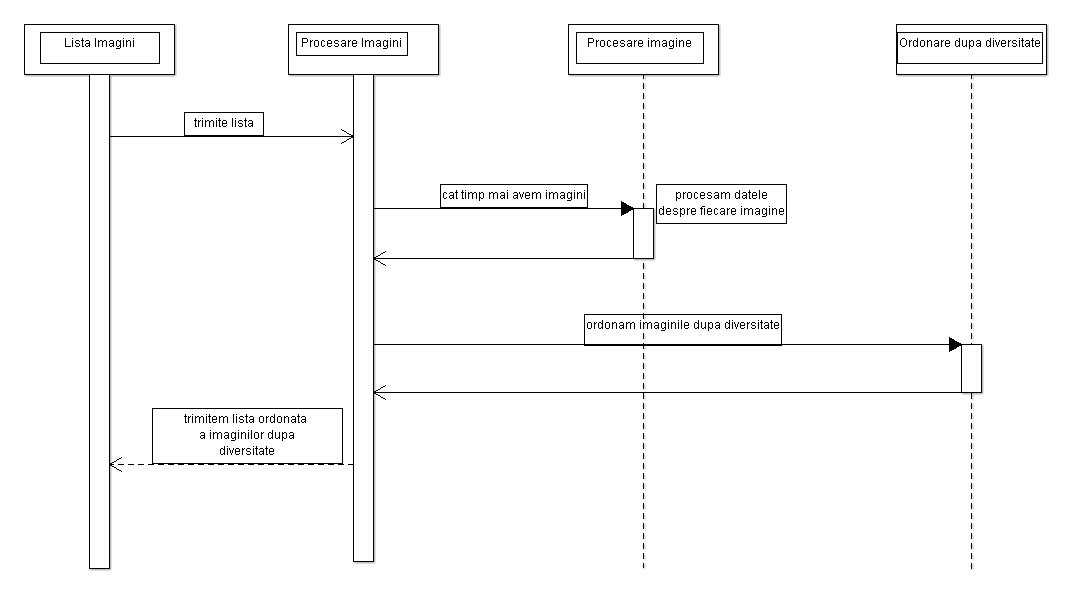 Lista Imagini
Procesare Imagini
Procesare imagine
Ordonare dupa diversitate
trimite lista
cat timp mai avem imagini
procesam datele
despre fiecare imagine
ordonam imaginile dupa diversitate
trimitem lista ordonata
a imaginilor dupa
diversitate